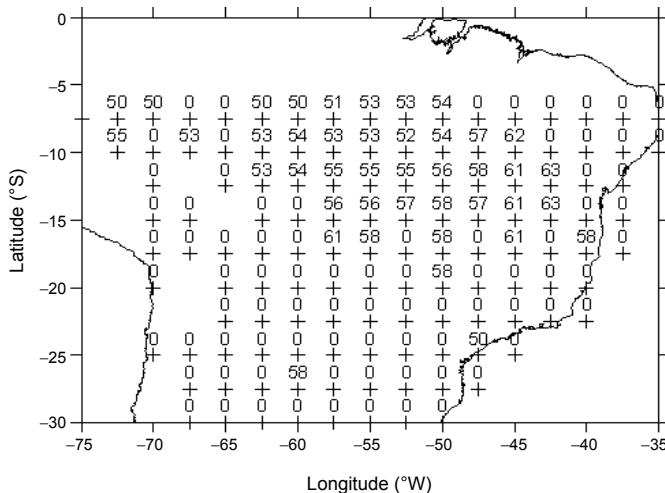 0
−5
50 50 0 0 50 50 51 53 53 54 0 0 0 0 0 0
55 0 53 0 53 54 53 53 52 54 57 62 0 0 0 0
−10
0 0 53 54 55 55 55 56 58 61 63 0 0
0 0 0 0 56 56 57 58 57 61 63 0 0
−15
0 0 0 0 0 61 58 0 58 0 61 0 58 0
0 0 0 0 0 0 0 58 0 0 0 0
−20
0 0 0 0 0 0 0 0 0 0 0
0 0 0 0 0 0 0 0 0 50 0
−25
0 0 0 58 0 0 0 0 0
0 0 0 0 0 0 0 0
−30
−75 −70 −65 −60 −55 −50 −45 −40 −35
Latitude (°S)
Longitude (°W)